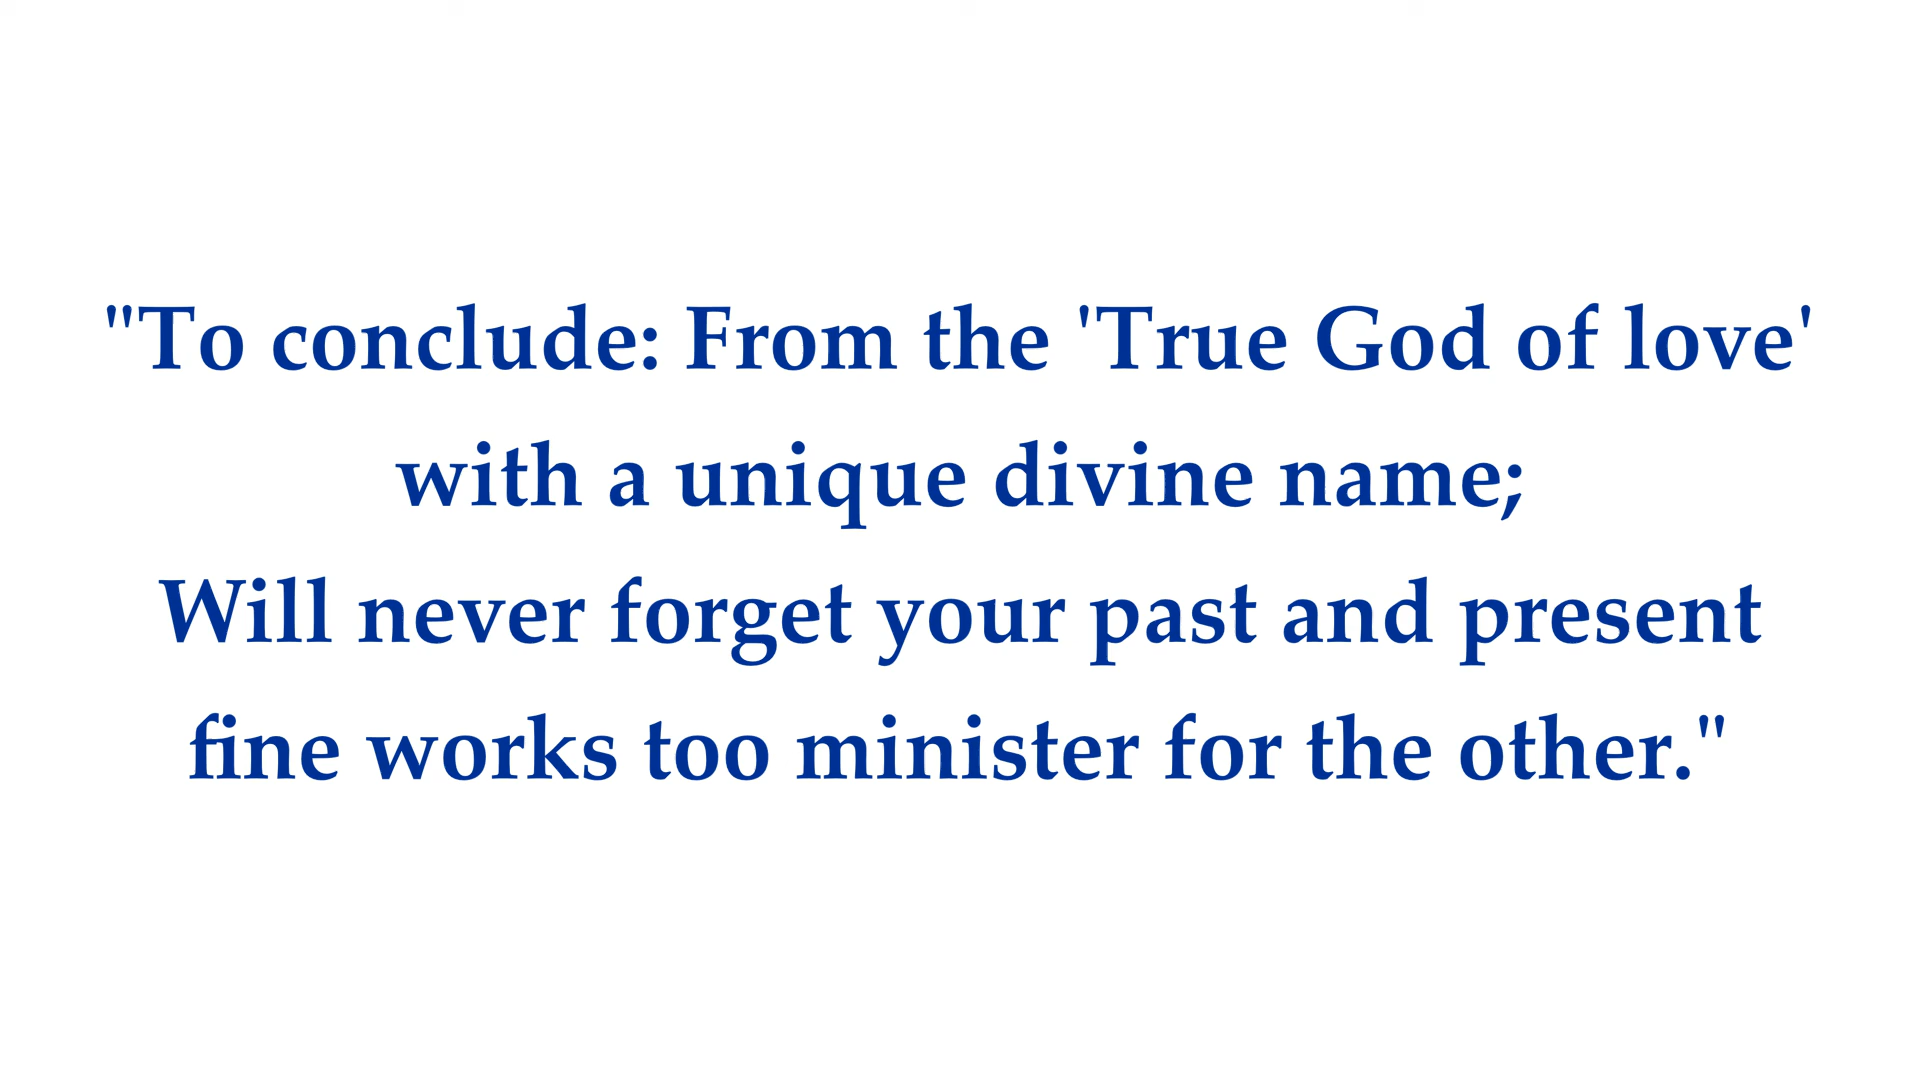 "To conclude: From the 'True God of love'
with a unique divine name;
Will never forget your past and present
fine works too minister for the other."